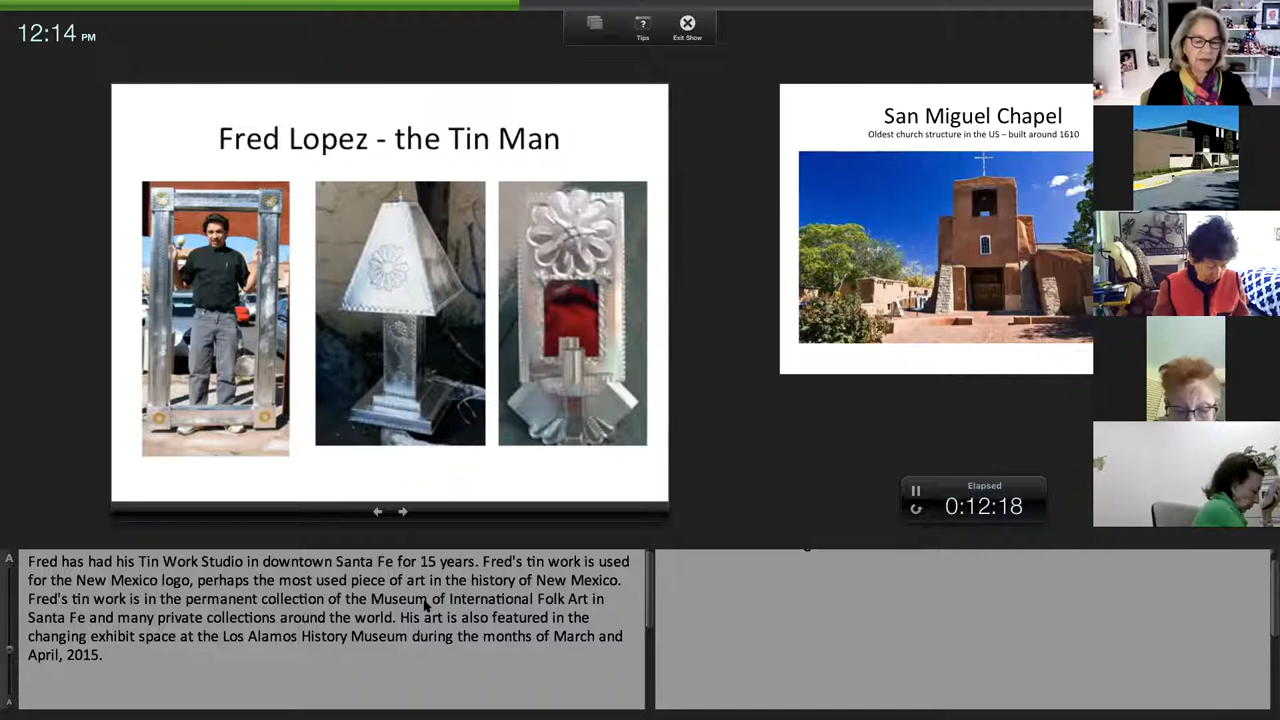 12:14 PM
Tips
Exit Show
Fred Lopez - the Tin Man
San Miguel Chapel
Oldest church structure in the US – built around 1610
Elapsed
0:12:18
A
Fred has had his Tin Work Studio in downtown Santa Fe for 15 years. Fred's tin work is used
for the New Mexico logo, perhaps the most used piece of art in the history of New Mexico.
Fred's tin work is in the permanent collection of the Museum of International Folk Art in
Santa Fe and many private collections around the world. His art is also featured in the
changing exhibit space at the Los Alamos History Museum during the months of March and
April, 2015.
A